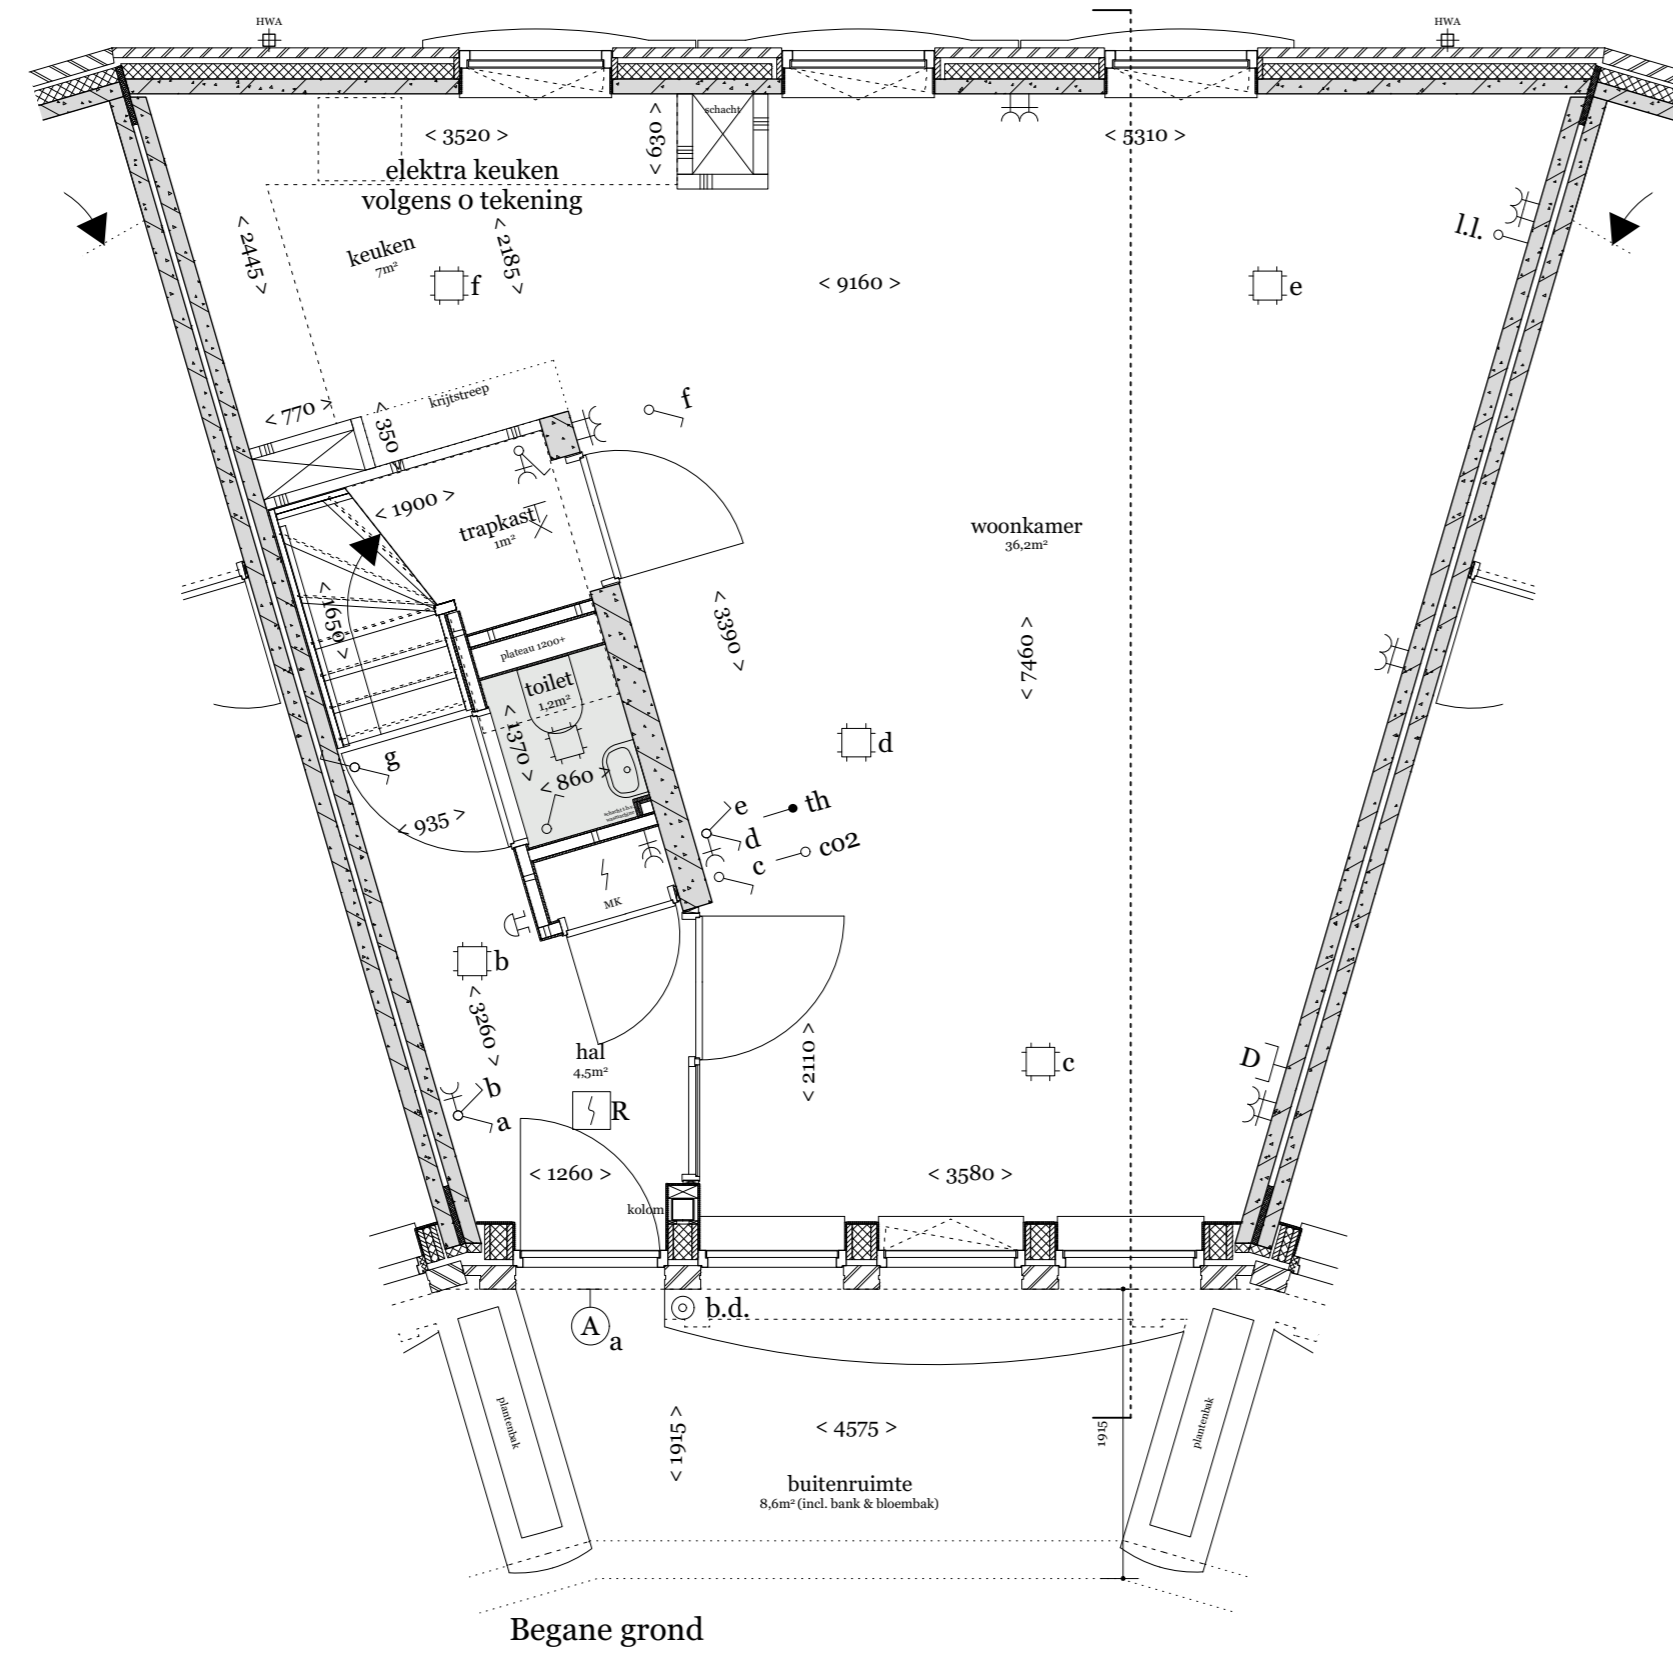 HWA
HWA
schacht
< 3520 >
< 630 >
< 5310 >
elektra keuken
volgens 0 tekening
l.l.
< 2445 >
keuken
7m²
< 2185 >
f
< 9160 >
e
krijtstreep
< 770 >
< 350 >
f
< 1900 >
trapkast
1m²
woonkamer
36,2m²
< 1650 >
< 3390 >
plateau 1200+
< 7460 >
toilet
1,2m²
< 1370 >
d
g
< 860 >
e
th
< 935 >
d
co2
c
MK
b
< 3260 >
hal
4,5m²
< 2110 >
D
c
b
a
R
< 1260 >
< 3580 >
kolom
b.d.
A
a
plantenbak
< 1915 >
< 4575 >
1915
plantenbak
buitenruimte
8,6m² (incl. bank & bloembak)
Begane grond